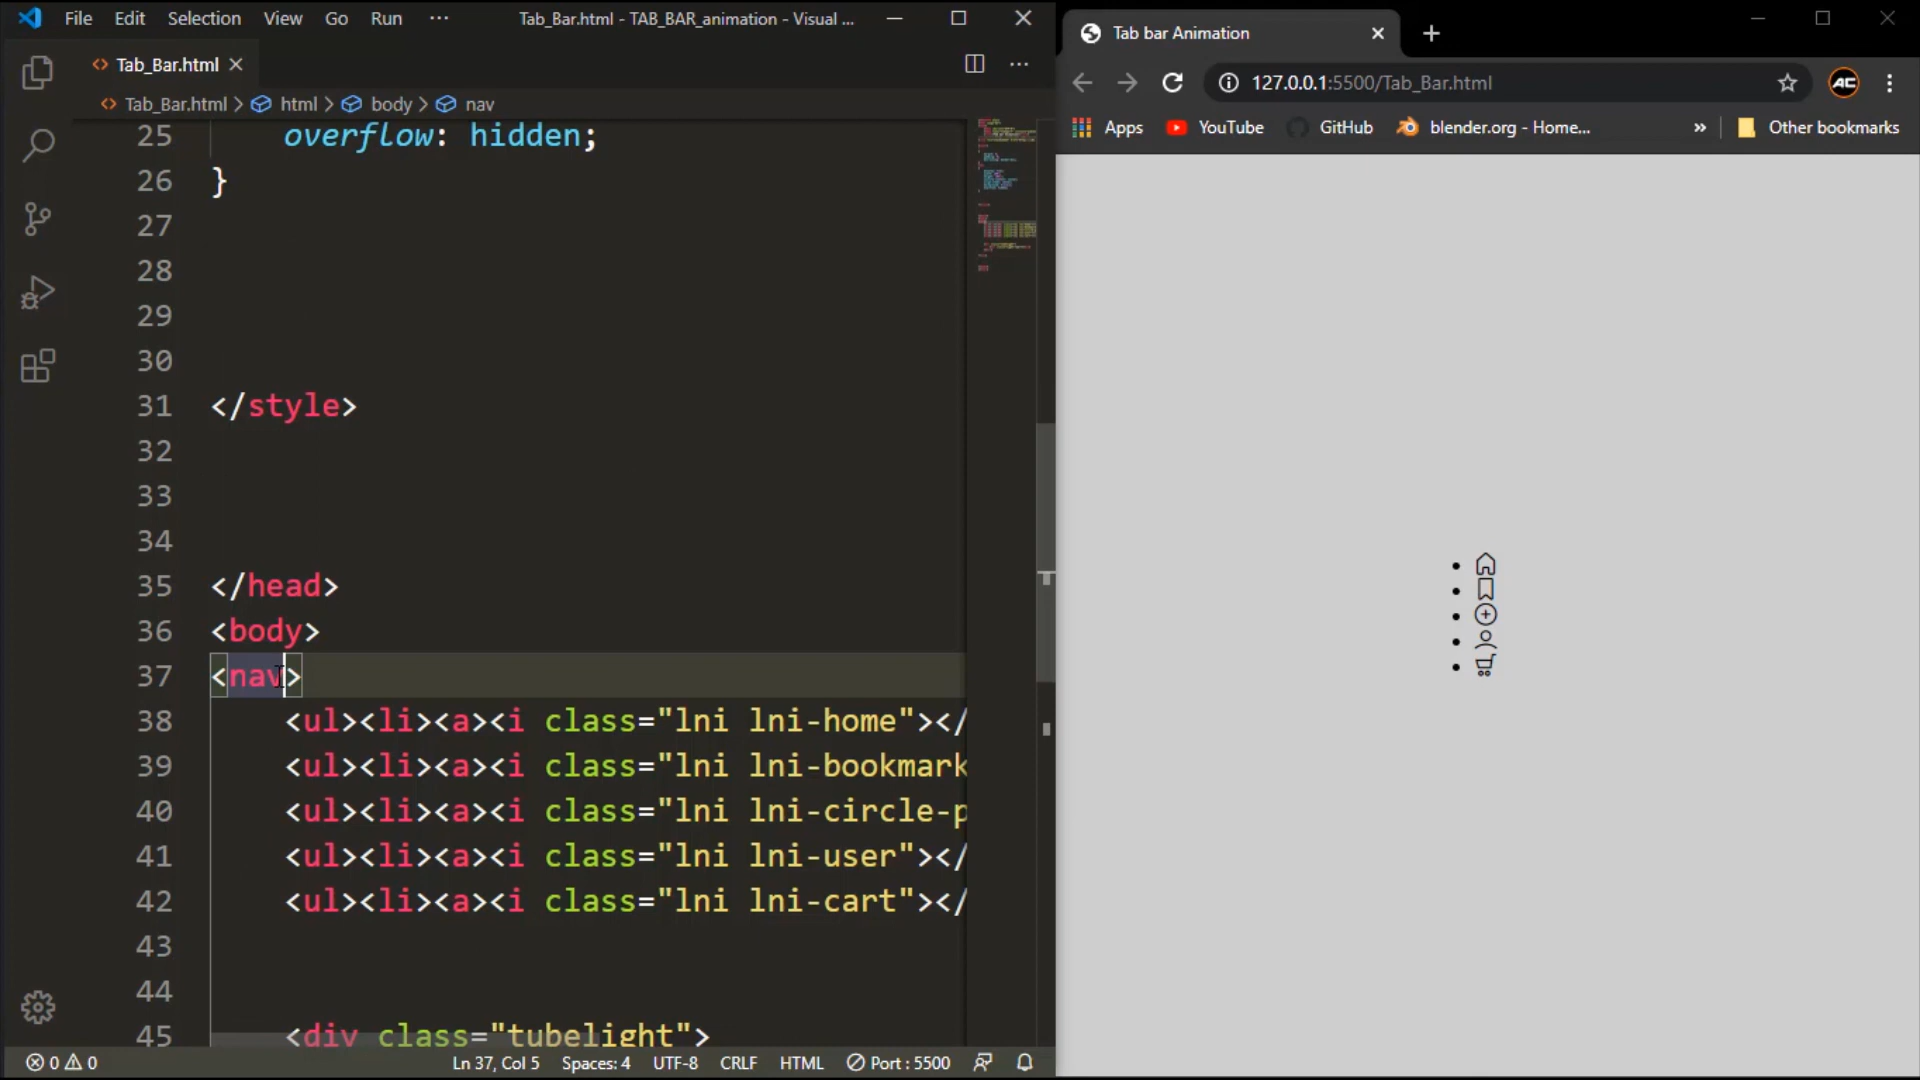 File Edit Selection View Go Run ··· Tab_Bar.html - TAB_BAR_animation - Visual ...
Tab_Bar.html
Tab_Bar.html > html > body > nav
25 overflow: hidden;
26 }
27
28
29
30
31 </style>
32
33
34
35 </head>
36 <body>
37 <nav>
38 <ul><li><a><i class="lni lni-home"></
39 <ul><li><a><i class="lni lni-bookmark
40 <ul><li><a><i class="lni lni-circle-p
41 <ul><li><a><i class="lni lni-user"></
42 <ul><li><a><i class="lni lni-cart"></
43
44
45 <div class="tubelight">
0 0 Ln 37, Col 5 Spaces: 4 UTF-8 CRLF HTML Port : 5500
Tab bar Animation
127.0.0.1:5500/Tab_Bar.html AC
Apps YouTube GitHub blender.org - Home... » Other bookmarks